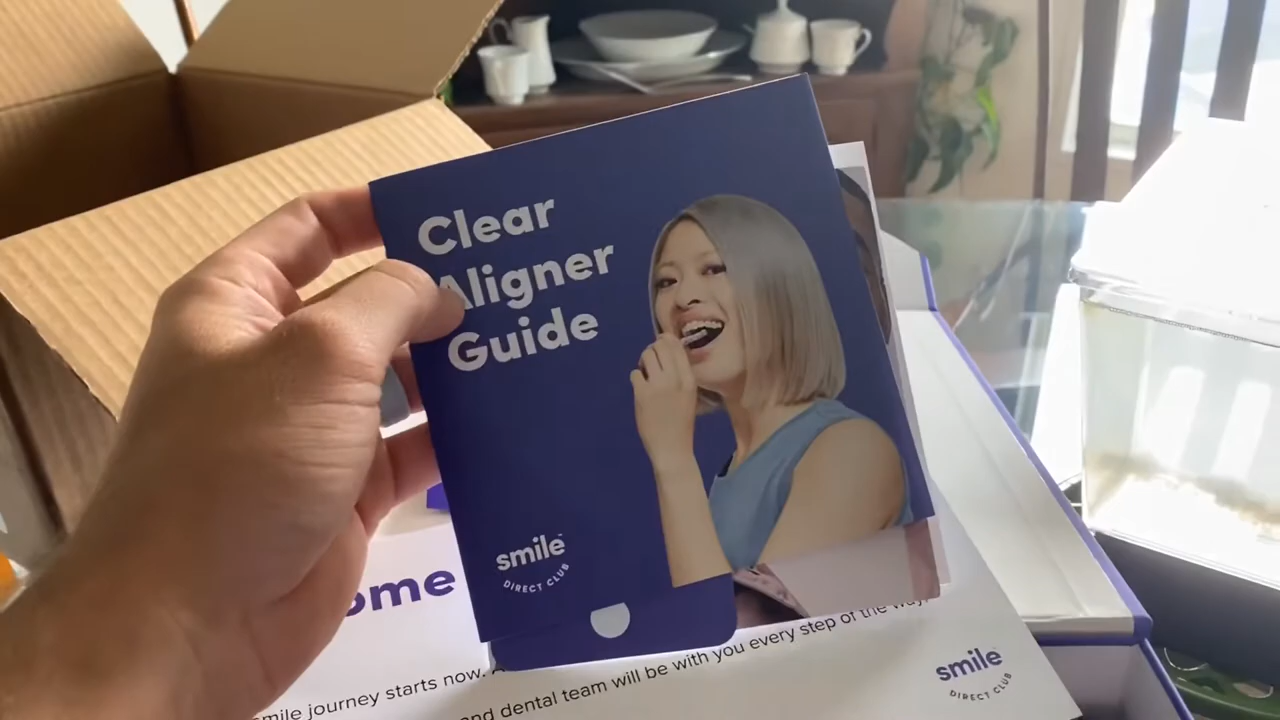 Clear
Aligner
Guide
smile
DIRECT CLUB
ome
smile journey starts now.
and dental team will be with you every step of the way.
smile
DIRECT CLUB